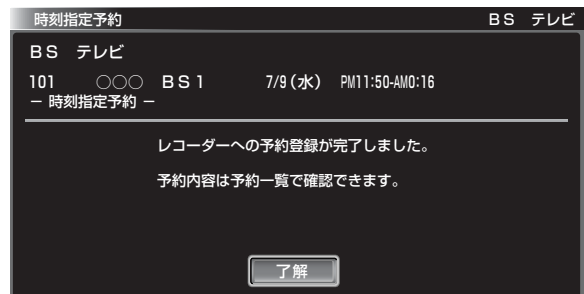 時刻指定予約 BS テレビ
BS テレビ
101 ○○○ BS1 7/9(水) PM11:50-AM0:16
− 時刻指定予約 −
レコーダーへの予約登録が完了しました。
予約内容は予約一覧で確認できます。
了解